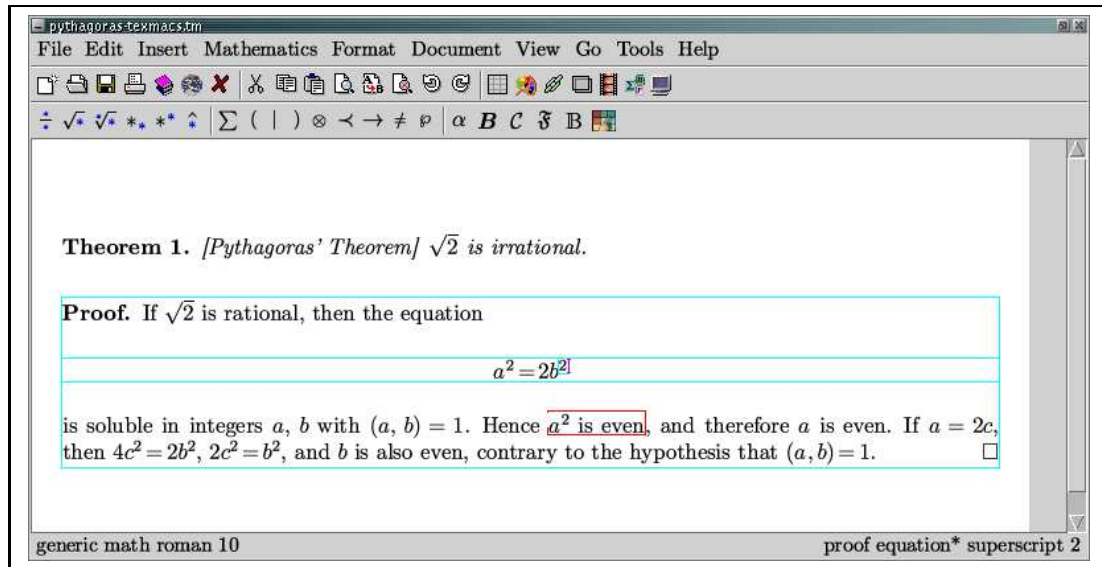 pythagoras-texmacs.tm
File Edit Insert Mathematics Format Document View Go Tools Help
÷ √* ∜* ** ** ^ ∑ ( | ) ⊗ ≺ → ≠ ℘ α B C 𝔉 𝔹
Theorem 1. [Pythagoras' Theorem] √2 is irrational.
Proof. If √2 is rational, then the equation
a² = 2b²
is soluble in integers a, b with (a, b) = 1. Hence a² is even, and therefore a is even. If a = 2c,
then 4c² = 2b², 2c² = b², and b is also even, contrary to the hypothesis that (a, b) = 1. □
generic math roman 10 proof equation* superscript 2